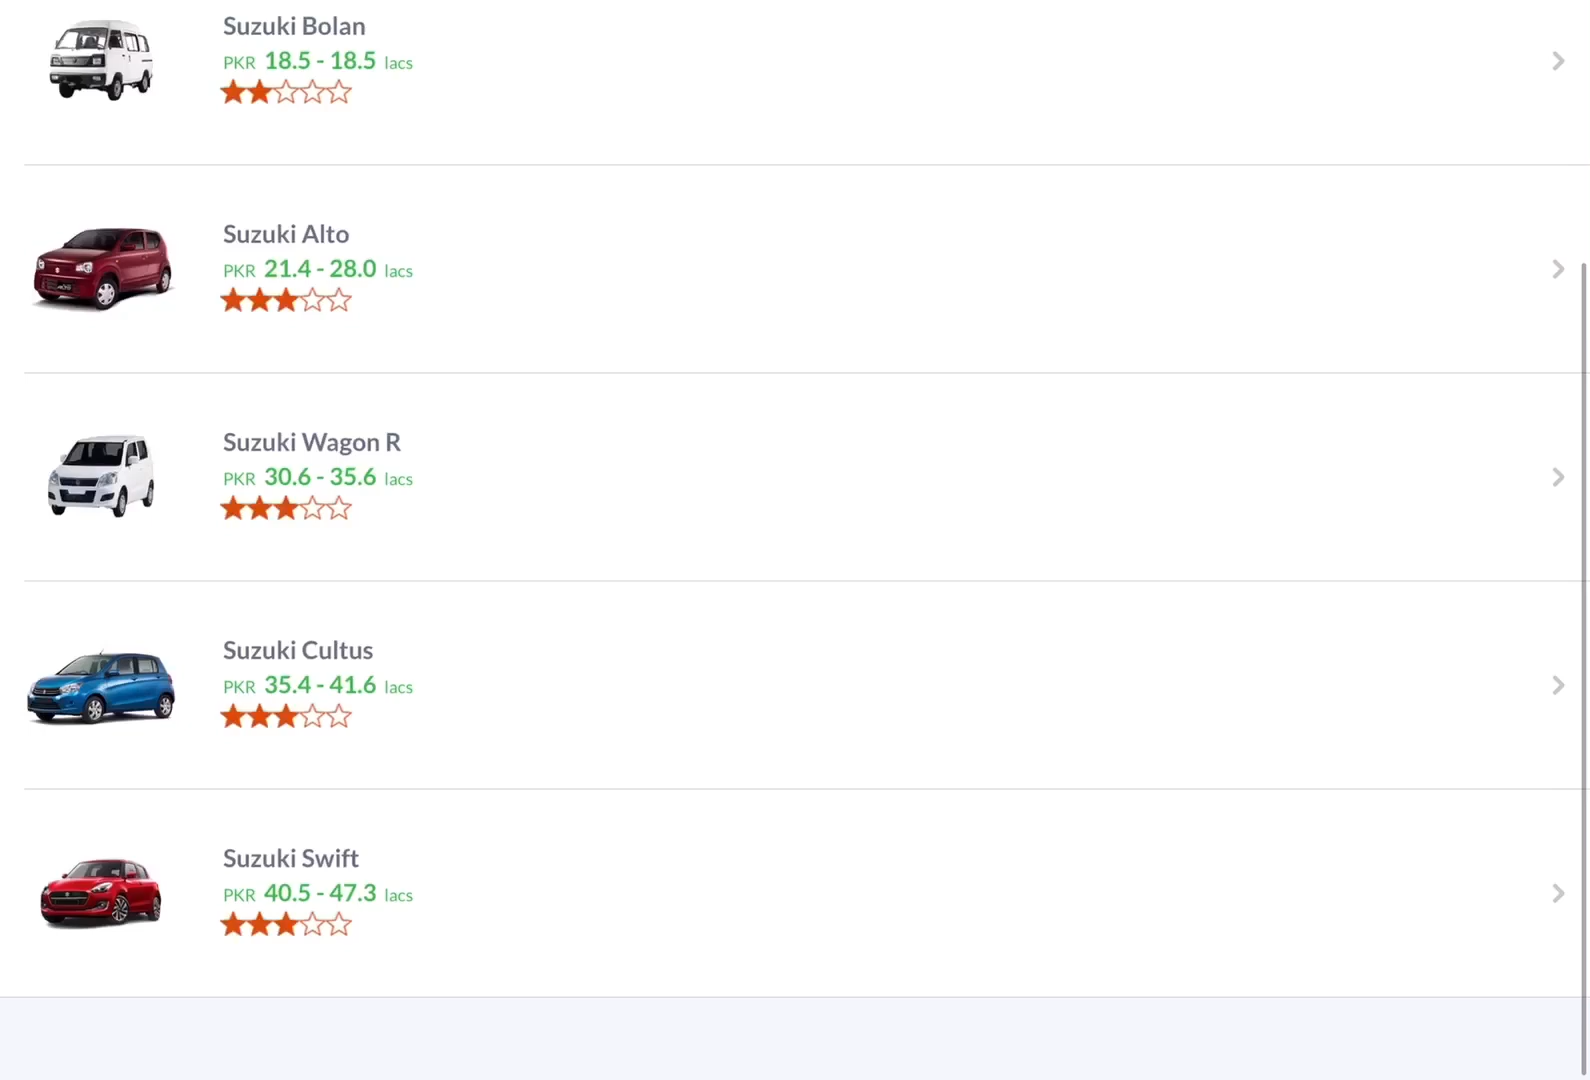 Suzuki Bolan
PKR 18.5 - 18.5 lacs
Suzuki Alto
PKR 21.4 - 28.0 lacs
Suzuki Wagon R
PKR 30.6 - 35.6 lacs
Suzuki Cultus
PKR 35.4 - 41.6 lacs
Suzuki Swift
PKR 40.5 - 47.3 lacs